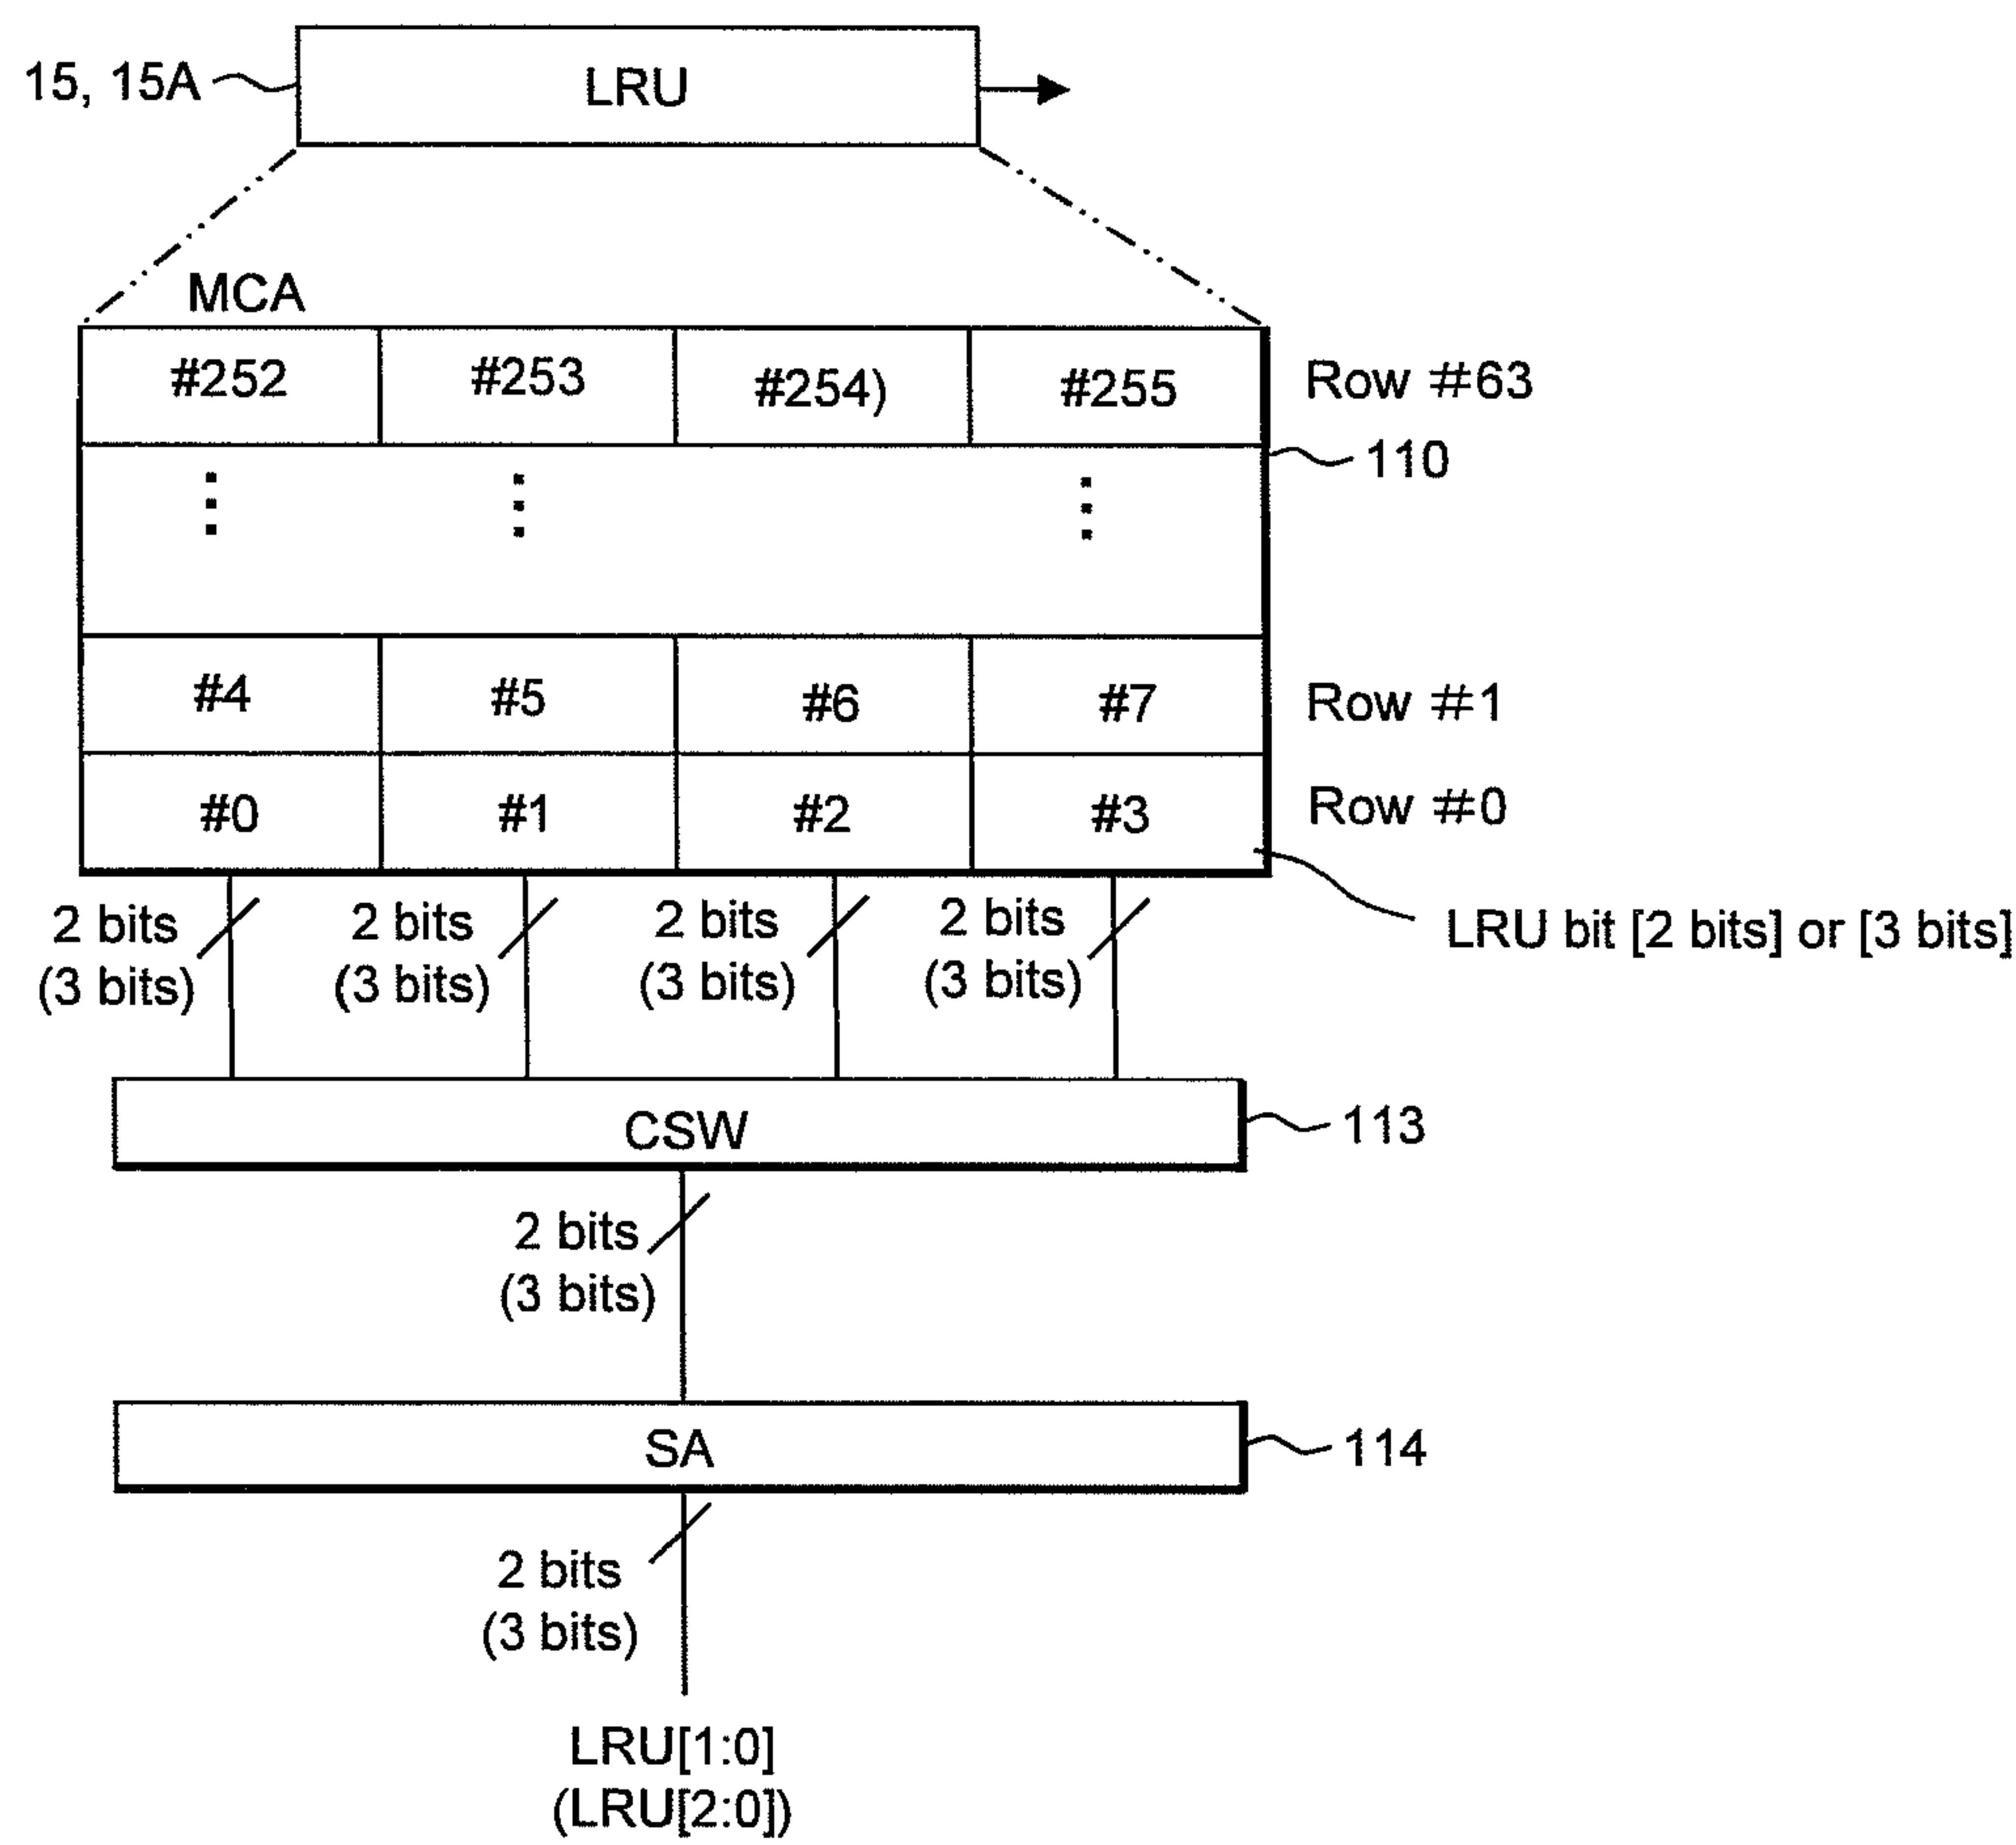 15, 15A
LRU
MCA
#252 #253 #254) #255 Row #63
110
#4 #5 #6 #7 Row #1
#0 #1 #2 #3 Row #0
2 bits 2 bits 2 bits 2 bits
(3 bits) (3 bits) (3 bits) (3 bits)
LRU bit [2 bits] or [3 bits]
CSW 113
2 bits
(3 bits)
SA 114
2 bits
(3 bits)
LRU[1:0]
(LRU[2:0])